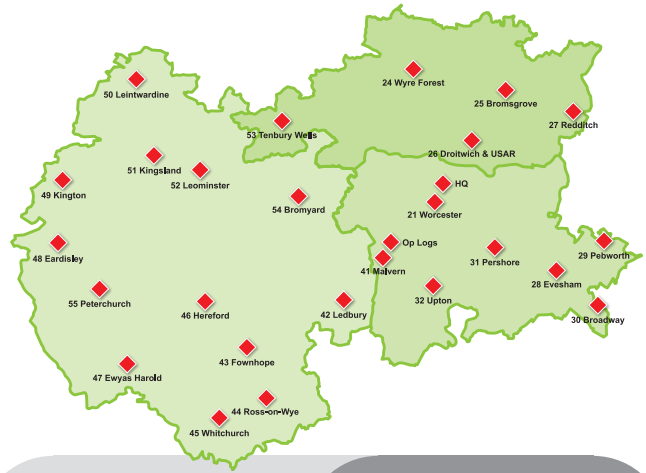 24 Wyre Forest
50 Leintwardine
25 Bromsgrove
27 Redditch
53 Tenbury Wells
26 Droitwich & USAR
51 Kingsland
52 Leominster
49 Kington
HQ
21 Worcester
54 Bromyard
48 Eardisley
Op Logs
41 Malvern
31 Pershore
29 Pebworth
28 Evesham
55 Peterchurch
32 Upton
46 Hereford
42 Ledbury
30 Broadway
43 Fownhope
47 Ewyas Harold
44 Ross-on-Wye
45 Whitchurch